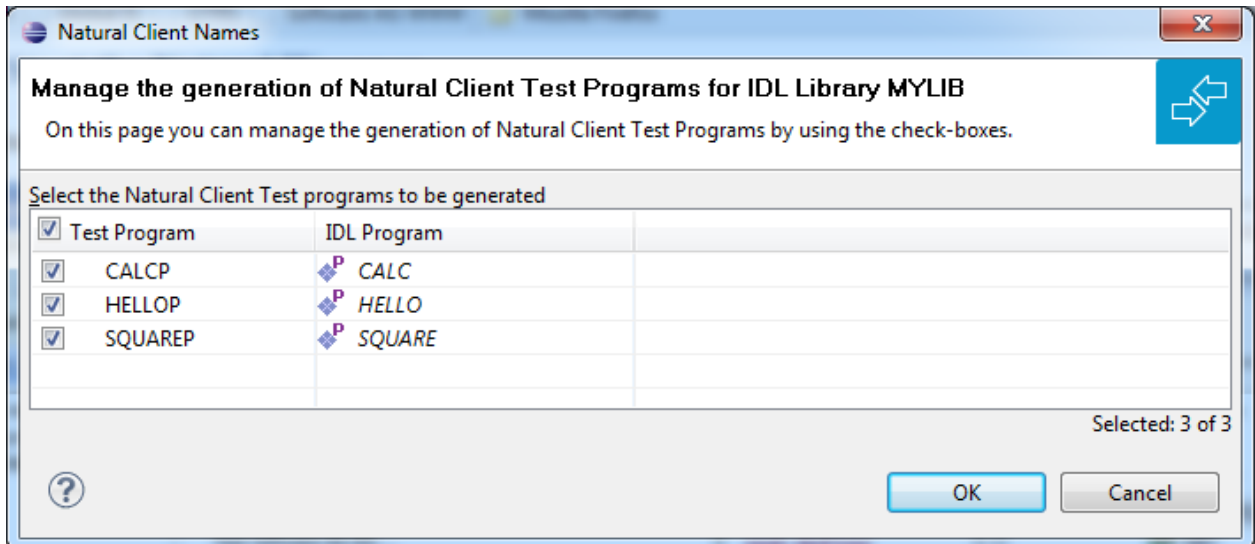 Natural Client Names
Manage the generation of Natural Client Test Programs for IDL Library MYLIB
On this page you can manage the generation of Natural Client Test Programs by using the check-boxes.
Select the Natural Client Test programs to be generated
Test Program IDL Program
CALCP P CALC
HELLOP P HELLO
SQUAREP P SQUARE
Selected: 3 of 3
? OK Cancel